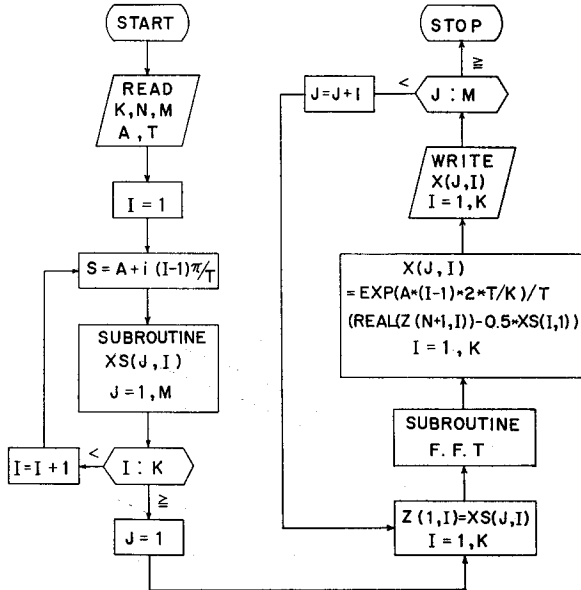 START
READ
K,N,M
A,T
I=1
S=A+i(I-1)π/T
SUBROUTINE
XS(J,I)
J=1,M
I:K
<
I=I+1
≧
J=1
Z(1,I)=XS(J,I)
I=1,K
SUBROUTINE
F.F.T
X(J,I)
=EXP(A*(I-1)*2*T/K)/T
(REAL(Z(N+1,I))-0.5*XS(I,1))
I=1,K
WRITE
X(J,I)
I=1,K
J:M
<
J=J+1
≧
STOP